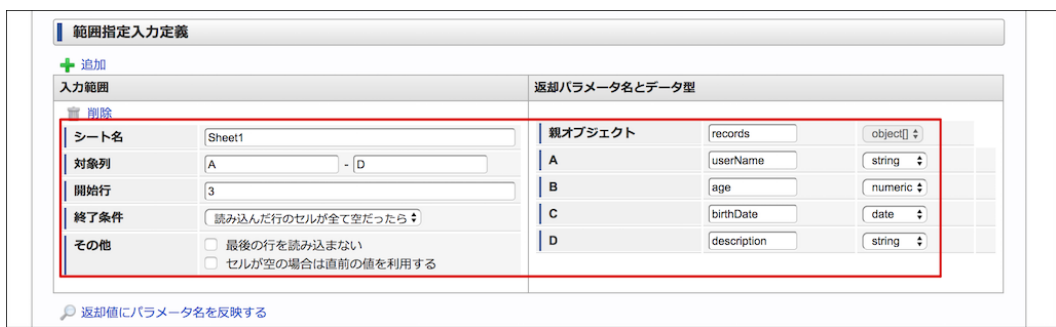 範囲指定入力定義
追加
入力範囲 返却パラメータ名とデータ型
削除
シート名 Sheet1 親オブジェクト records object[]
対象列 A - D A userName string
開始行 3 B age numeric
終了条件 読み込んだ行のセルが全て空だったら C birthDate date
その他 最後の行を読み込まない D description string
セルが空の場合は直前の値を利用する
返却値にパラメータ名を反映する